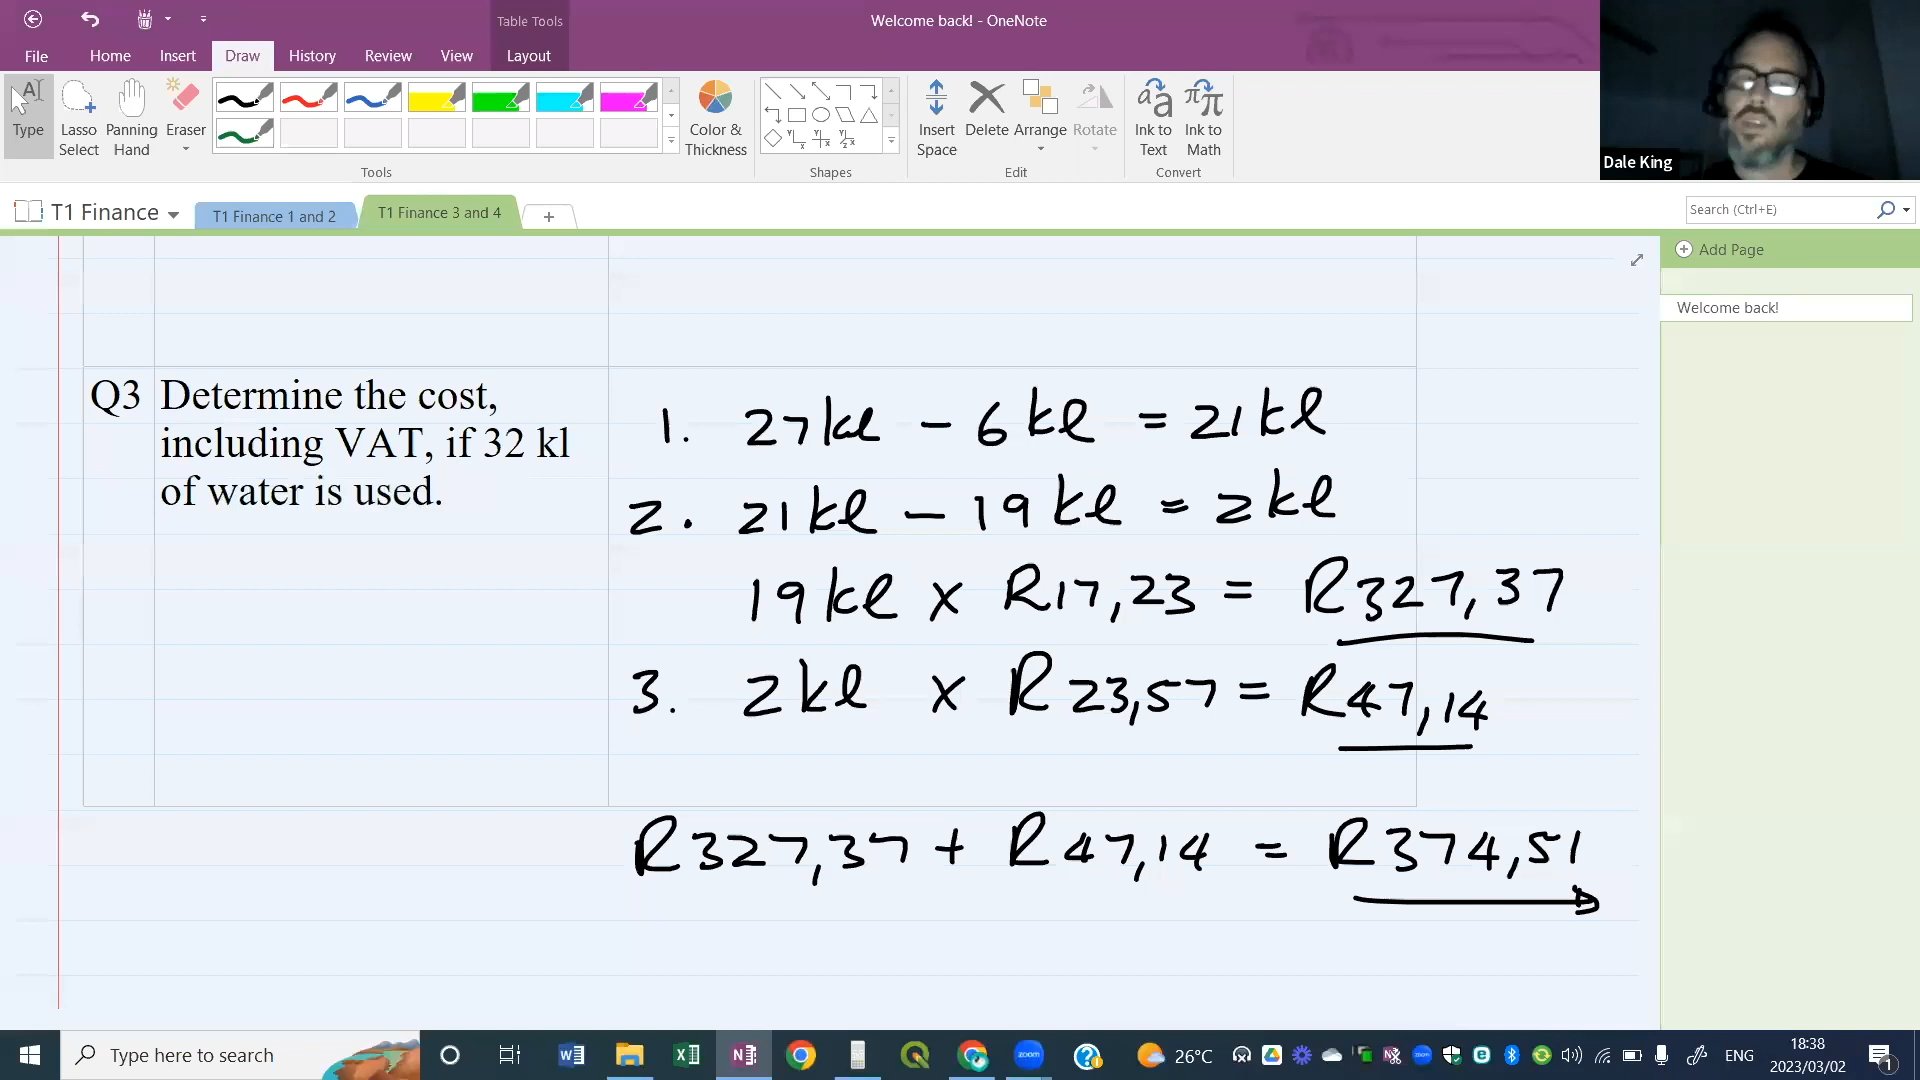 Table Tools
Welcome back! - OneNote
File
Home
Insert
Draw
History
Review
View
Layout
Type
Lasso Select
Panning Hand
Eraser
Color & Thickness
Insert Space
Delete
Arrange
Rotate
Ink to Text
Ink to Math
Tools
Shapes
Edit
Convert
Dale King
T1 Finance
T1 Finance 1 and 2
T1 Finance 3 and 4
Search (Ctrl+E)
Add Page
Welcome back!
Q3 Determine the cost,
including VAT, if 32 kl
of water is used.
1. 27kl - 6kl = 21kl
2. 21kl - 19kl = 2kl
19kl x R17,23 = R327,37
3. 2kl x R23,57 = R47,14
R327,37 + R47,14 = R374,51
Type here to search
zoom
26°C
ENG
18:38
2023/03/02
1